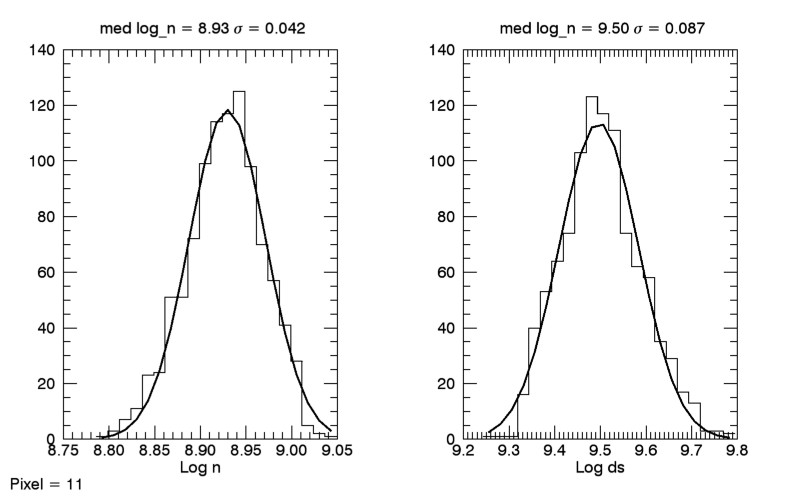 med log_n = 8.93 σ = 0.042
140
120
100
80
60
40
20
0
8.75 8.80 8.85 8.90 8.95 9.00 9.05
Log n
med log_n = 9.50 σ = 0.087
140
120
100
80
60
40
20
0
9.2 9.3 9.4 9.5 9.6 9.7 9.8
Log ds
Pixel = 11